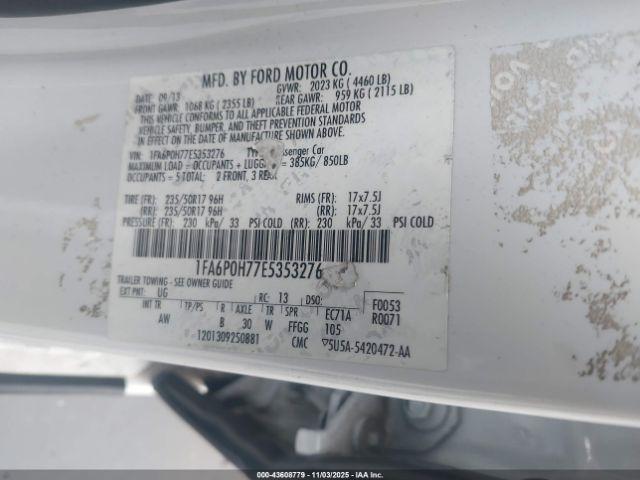 MFD. BY FORD MOTOR CO.
DATE: 09/13 GVWR: 2023 KG ( 4460 LB)
FRONT GAWR: 1068 KG ( 2355 LB) REAR GAWR: 959 KG ( 2115 LB)
THIS VEHICLE CONFORMS TO ALL APPLICABLE FEDERAL MOTOR
VEHICLE SAFETY, BUMPER, AND THEFT PREVENTION STANDARDS
IN EFFECT ON THE DATE OF MANUFACTURE SHOWN ABOVE.
VIN: 1FA6P0H77E5353276 Passenger Car
MAXIMUM LOAD = OCCUPANTS + = 385KG/ 850LB
OCCUPANTS = 5 TOTAL: 2 FRONT, 3
TIRE (FR): 235/50R17 96H RIMS (FR): 17x7.5J
(RR): 235/50R17 96H (RR): 17x7.5J
PRESSURE (FR): 230 kPa/ 33 PSI COLD (RR): 230 kPa/ 33 PSI COLD
1FA6P0H77E5353276
TRAILER TOWING - SEE OWNER GUIDE
EXT PNT: UG RC: 13 DSO: F0053
INT TR TP/PS R AXLE TR SPR EC71A R0071
AW B 30 W FFGG 105
1201309250881 CMC ▽5U5A-5420472-AA
VOID
VOID
120-43608779 - 11/03/2025 - IAA Inc.